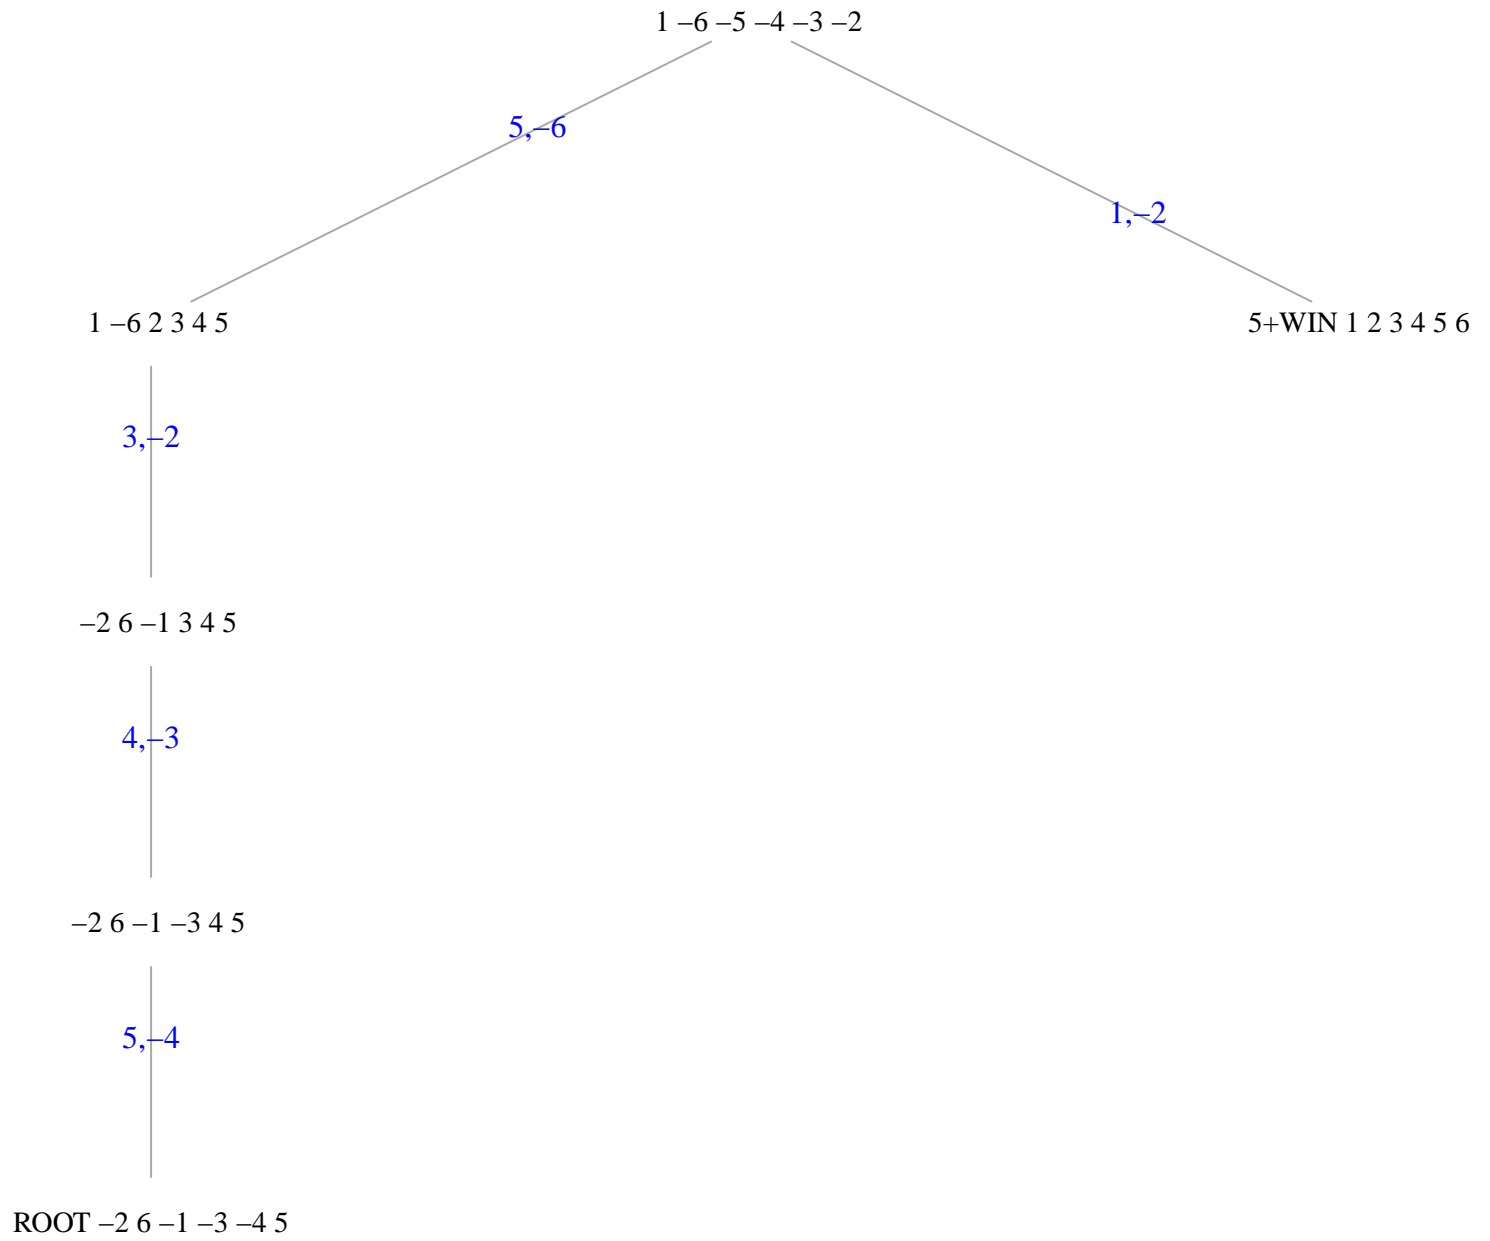 1 –6 –5 –4 –3 –2
5,–6
1,–2
1 –6 2 3 4 5
5+WIN 1 2 3 4 5 6
3,–2
–2 6 –1 3 4 5
4,–3
–2 6 –1 –3 4 5
5,–4
ROOT –2 6 –1 –3 –4 5